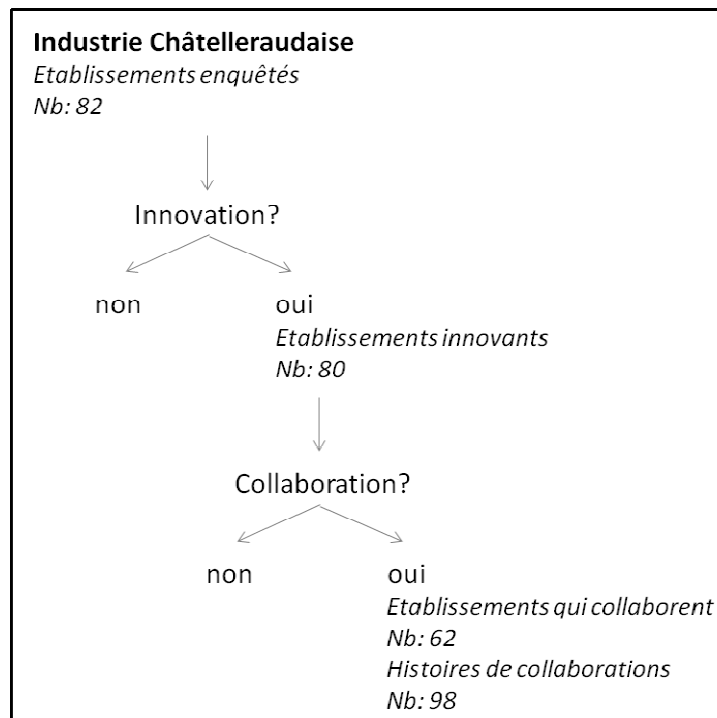 Industrie Châtelleraudaise
Etablissements enquêtés
Nb: 82
Innovation?
non
oui
Etablissements innovants
Nb: 80
Collaboration?
non
oui
Etablissements qui collaborent
Nb: 62
Histoires de collaborations
Nb: 98